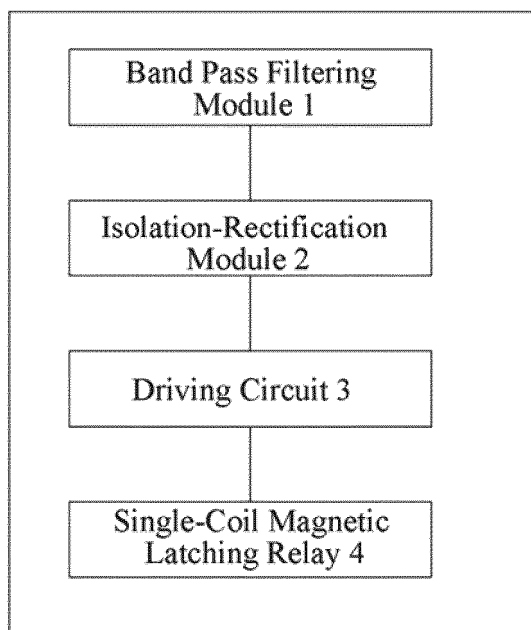 Band Pass Filtering
Module 1
Isolation-Rectification
Module 2
Driving Circuit 3
Single-Coil Magnetic
Latching Relay 4